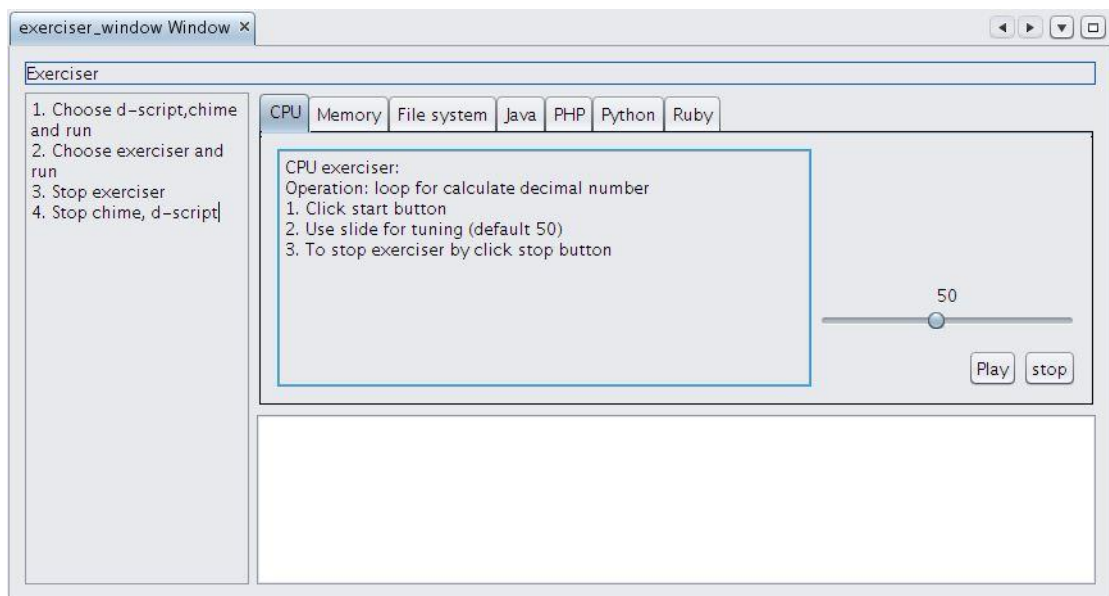 exerciser_window Window ×
Exerciser
1. Choose d-script,chime
and run
2. Choose exerciser and
run
3. Stop exerciser
4. Stop chime, d-script
CPU Memory File system Java PHP Python Ruby
CPU exerciser:
Operation: loop for calculate decimal number
1. Click start button
2. Use slide for tuning (default 50)
3. To stop exerciser by click stop button
50
Play stop